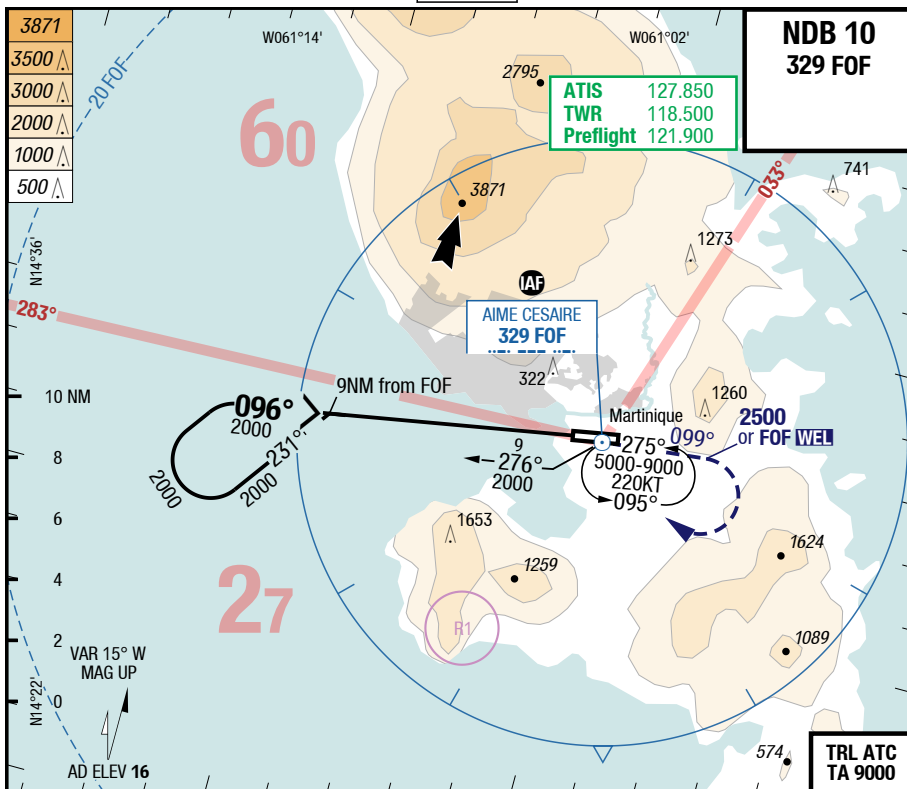 3871
3500
3000
2000
1000
500
20 FOF
W061°14'
W061°02'
NDB 10
329 FOF
2795
ATIS 127.850
TWR 118.500
Preflight 121.900
60
3871
033°
741
1273
N14°36'
283°
IAF
AIME CESAIRE
329 FOF
322
1260
10 NM
9NM from FOF
096°
2000
231°
2000
2000
Martinique
2500
or FOF WEL
099°
275°
5000-9000
220KT
095°
9
276°
2000
8
6
4
2
0
1653
1259
1624
1089
27
R1
VAR 15° W
MAG UP
N14°22'
AD ELEV 16
574
TRL ATC
TA 9000